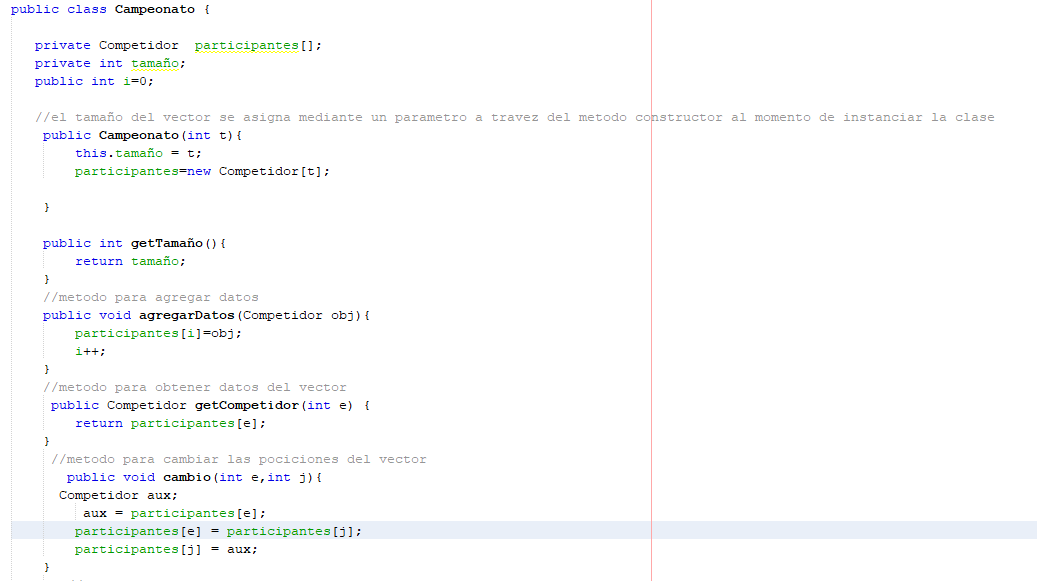 public class Campeonato {
private Competidor  participantes[];
private int tamaño;
public int i=0;
//el tamaño del vector se asigna mediante un parametro a travez del metodo constructor al momento de instanciar la clase
public Campeonato(int t){
this.tamaño = t;
participantes=new Competidor[t];
}
public int getTamaño(){
return tamaño;
}
//metodo para agregar datos
public void agregarDatos(Competidor obj){
participantes[i]=obj;
i++;
}
//metodo para obtener datos del vector
public Competidor getCompetidor(int e) {
return participantes[e];
}
//metodo para cambiar las pociciones del vector
public void cambio(int e,int j){
Competidor aux;
aux = participantes[e];
participantes[e] = participantes[j];
participantes[j] = aux;
}